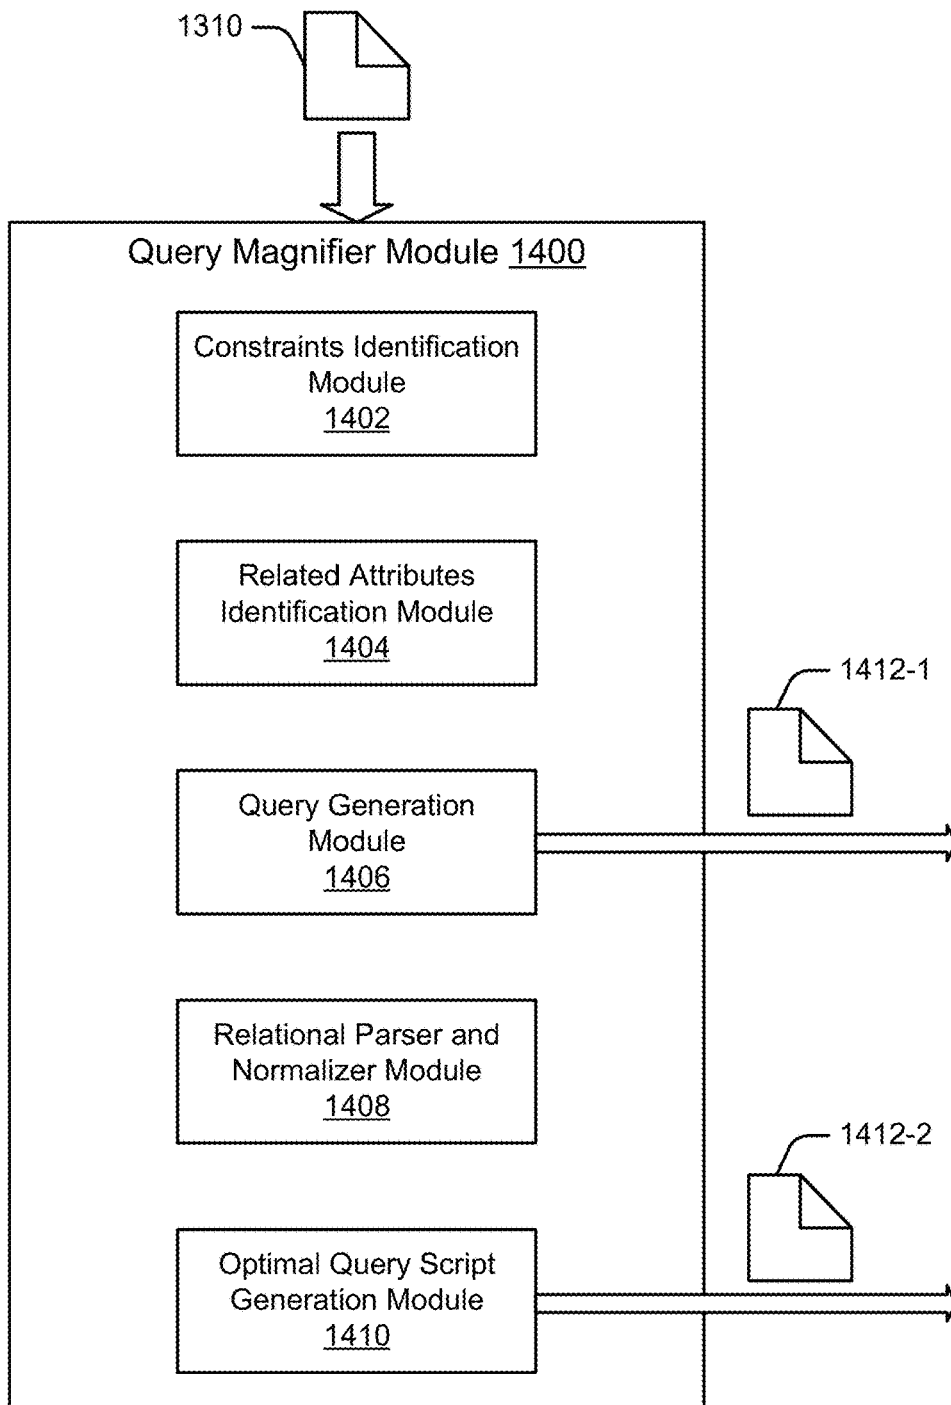 1310
Query Magnifier Module 1400
Constraints Identification
Module
1402
Related Attributes
Identification Module
1404
1412-1
Query Generation
Module
1406
Relational Parser and
Normalizer Module
1408
1412-2
Optimal Query Script
Generation Module
1410